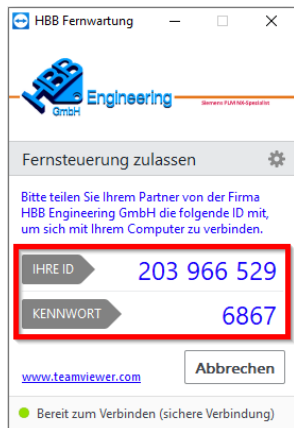 HBB Fernwartung
HBB
GmbH
Engineering
Siemens PLM-NX-Spezialist
Fernsteuerung zulassen
Bitte teilen Sie Ihrem Partner von der Firma
HBB Engineering GmbH die folgende ID mit,
um sich mit Ihrem Computer zu verbinden.
IHRE ID 203 966 529
KENNWORT 6867
www.teamviewer.com Abbrechen
Bereit zum Verbinden (sichere Verbindung)